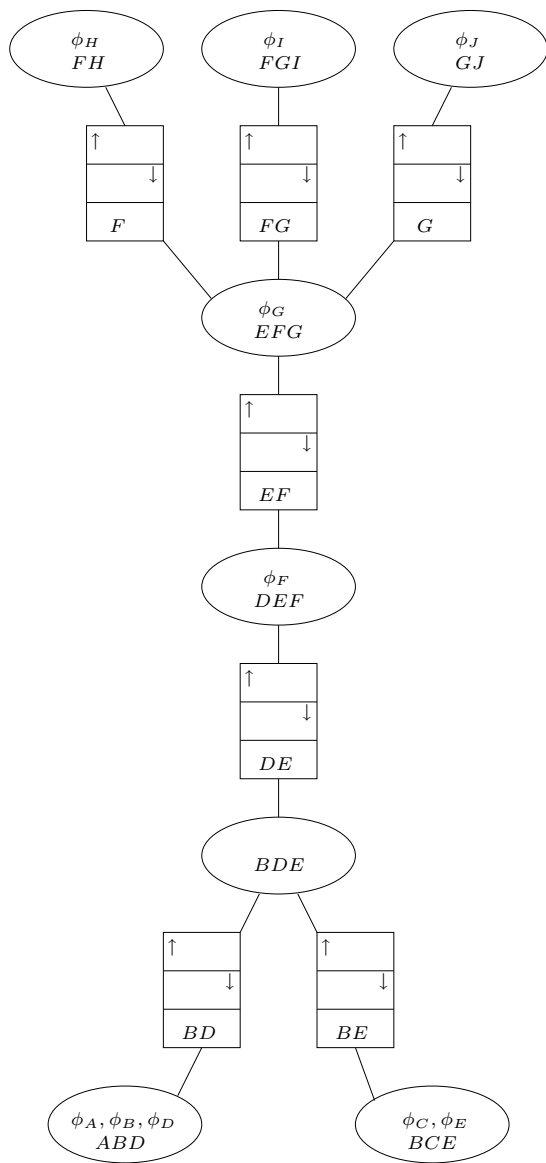 ϕ_H
FH
ϕ_I
FGI
ϕ_J
GJ
↑
↓
F
↑
↓
FG
↑
↓
G
ϕ_G
EFG
↑
↓
EF
ϕ_F
DEF
↑
↓
DE
BDE
↑
↓
BD
↑
↓
BE
ϕ_A, ϕ_B, ϕ_D
ABD
ϕ_C, ϕ_E
BCE